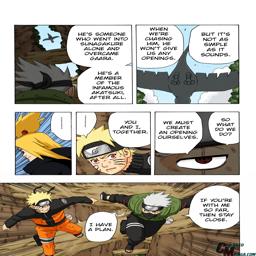 BUT IT'S
NOT AS
SIMPLE AS
IT
SOUNDS.
WHEN
WE'RE
CHASING
HIM, HE
WON'T
GIVE US
ANY
OPENINGS.
HE'S SOMEONE
WHO WENT INTO
SUNAGAKURE
ALONE AND
OVERCAME
GAARA.
HE'S A
MEMBER
OF THE
INFAMOUS
AKATSUKI,
AFTER ALL.
SO
WHAT
DO WE
DO?
WE MUST
CREATE
AN
OPENING
OURSELVES.
YOU
AND I,
TOGETHER.
IF YOU'RE
WITH ME
SO FAR,
THEN STAY
CLOSE.
I HAVE
A PLAN.